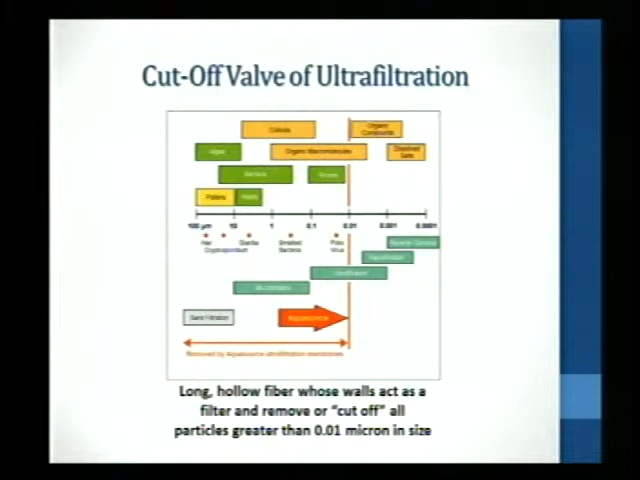 Cut-Off Valve of Ultrafiltration
Colloids
Organic
Compounds
Algae
Organic Macromolecules
Dissolved
Salts
Bacteria
Viruses
Pollens
Yeasts
100 µm 10 1 0.1 0.01 0.001 0.0001
Hair Giardia Smallest Polio
Cryptosporidium Bacteria Virus
Reverse Osmosis
Nanofiltration
Ultrafiltration
Microfiltration
Sand Filtration
Aquasource
Removed by Aquasource ultrafiltration membranes
Long, hollow fiber whose walls act as a
filter and remove or "cut off" all
particles greater than 0.01 micron in size